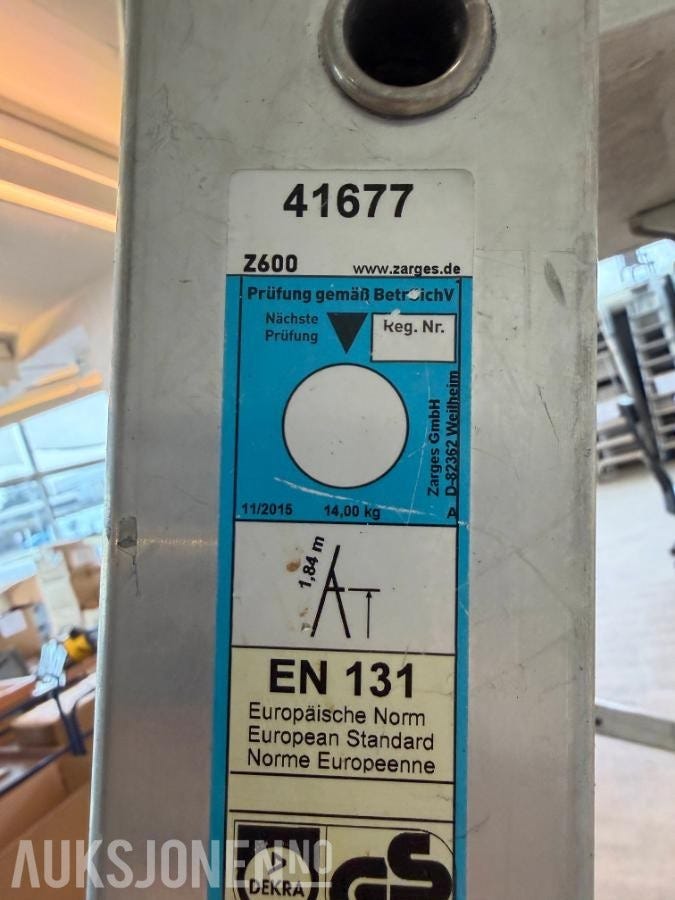 41677
Z600 www.zarges.de
Prüfung gemäß BetrSichV
Nächste
Prüfung
Reg. Nr.
Zarges GmbH
D-82362 Weilheim
11/2015 14,00 kg A
1,84 m
EN 131
Europäische Norm
European Standard
Norme Europeenne
DEKRA
GS
AUKSJONEN.NO